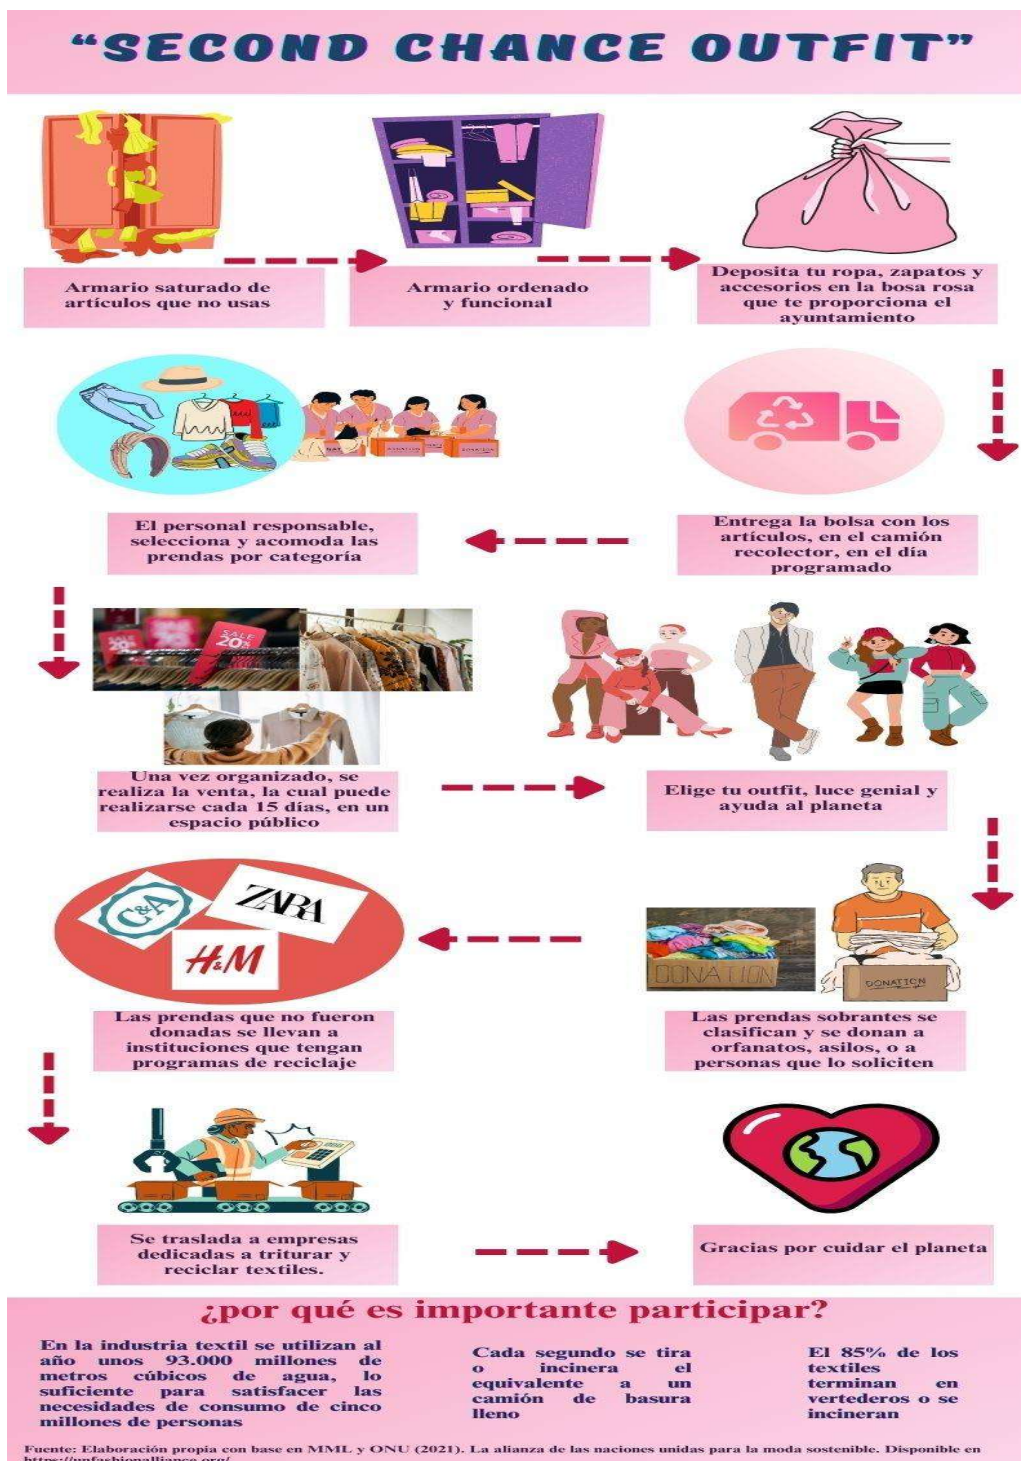 “SECOND CHANCE OUTFIT”
Armario saturado de
artículos que no usas
Armario ordenado
y funcional
Deposita tu ropa, zapatos y
accesorios en la bosa rosa
que te proporciona el
ayuntamiento
DONATION
DONATION
El personal responsable,
selecciona y acomoda las
prendas por categoría
Entrega la bolsa con los
artículos, en el camión
recolector, en el día
programado
SALE
20%
SALE
20%
Una vez organizado, se
realiza la venta, la cual puede
realizarse cada 15 días, en un
espacio público
Elige tu outfit, luce genial y
ayuda al planeta
C&A
ZARA
H&M
DONATION
DONATION
Las prendas que no fueron
donadas se llevan a
instituciones que tengan
programas de reciclaje
Las prendas sobrantes se
clasifican y se donan a
orfanatos, asilos, o a
personas que lo soliciten
Se traslada a empresas
dedicadas a triturar y
reciclar textiles.
Gracias por cuidar el planeta
¿por qué es importante participar?
En la industria textil se utilizan al
año unos 93.000 millones de
metros cúbicos de agua, lo
suficiente para satisfacer las
necesidades de consumo de cinco
millones de personas
Cada segundo se tira
o incinera el
equivalente a un
camión de basura
lleno
El 85% de los
textiles
terminan en
vertederos o se
incineran
Fuente: Elaboración propia con base en MML y ONU (2021). La alianza de las naciones unidas para la moda sostenible. Disponible en
https://unfashionalliance.org/